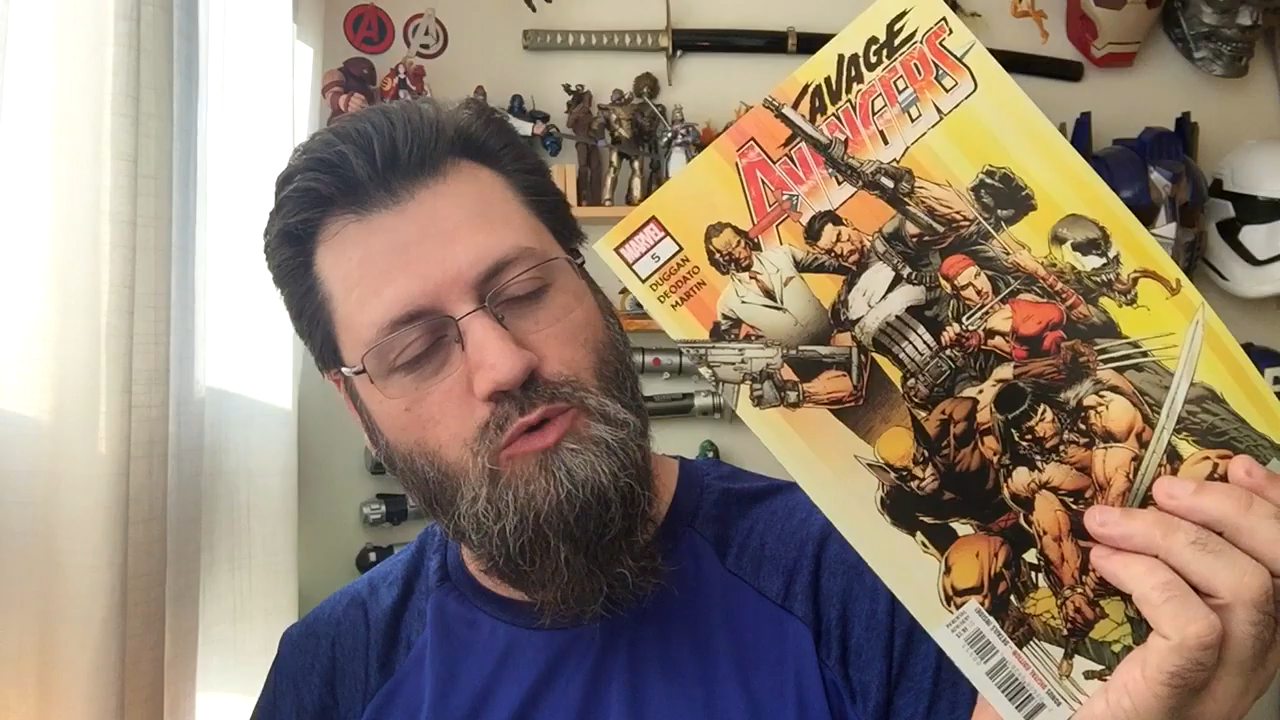 SAVAGE
AVENGERS
MARVEL
5
DUGGAN
DEODATO
MARTIN